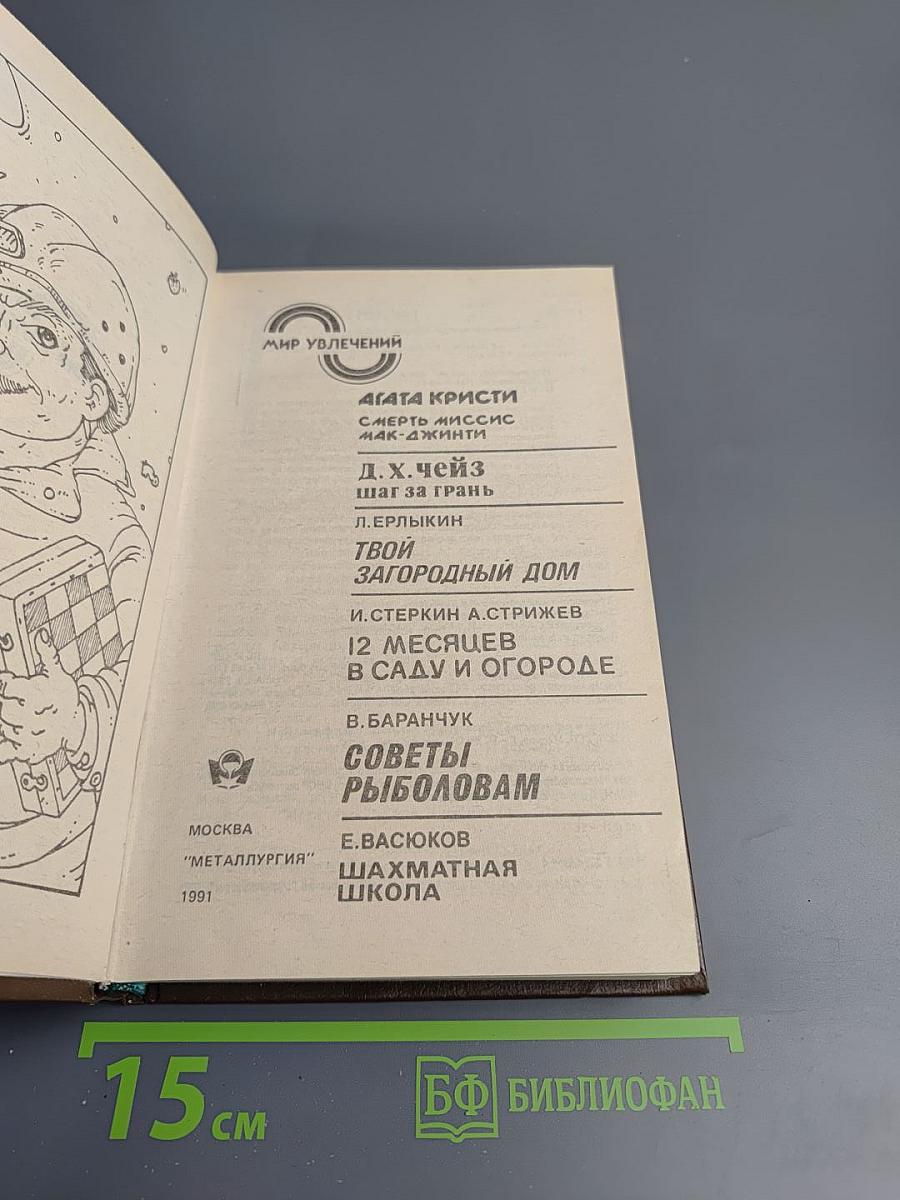 МИР УВЛЕЧЕНИЙ
АГАТА КРИСТИ
СМЕРТЬ МИССИС
МАК-ДЖИНТИ
Д.Х.ЧЕЙЗ
ШАГ ЗА ГРАНЬ
Л.ЕРЛЫКИН
ТВОЙ
ЗАГОРОДНЫЙ ДОМ
И.СТЕРКИН А.СТРИЖЕВ
12 МЕСЯЦЕВ
В САДУ И ОГОРОДЕ
В.БАРАНЧУК
СОВЕТЫ
РЫБОЛОВАМ
Е.ВАСЮКОВ
ШАХМАТНАЯ
ШКОЛА
МОСКВА
"МЕТАЛЛУРГИЯ"
1991
15 см
БФ БИБЛИОФАН